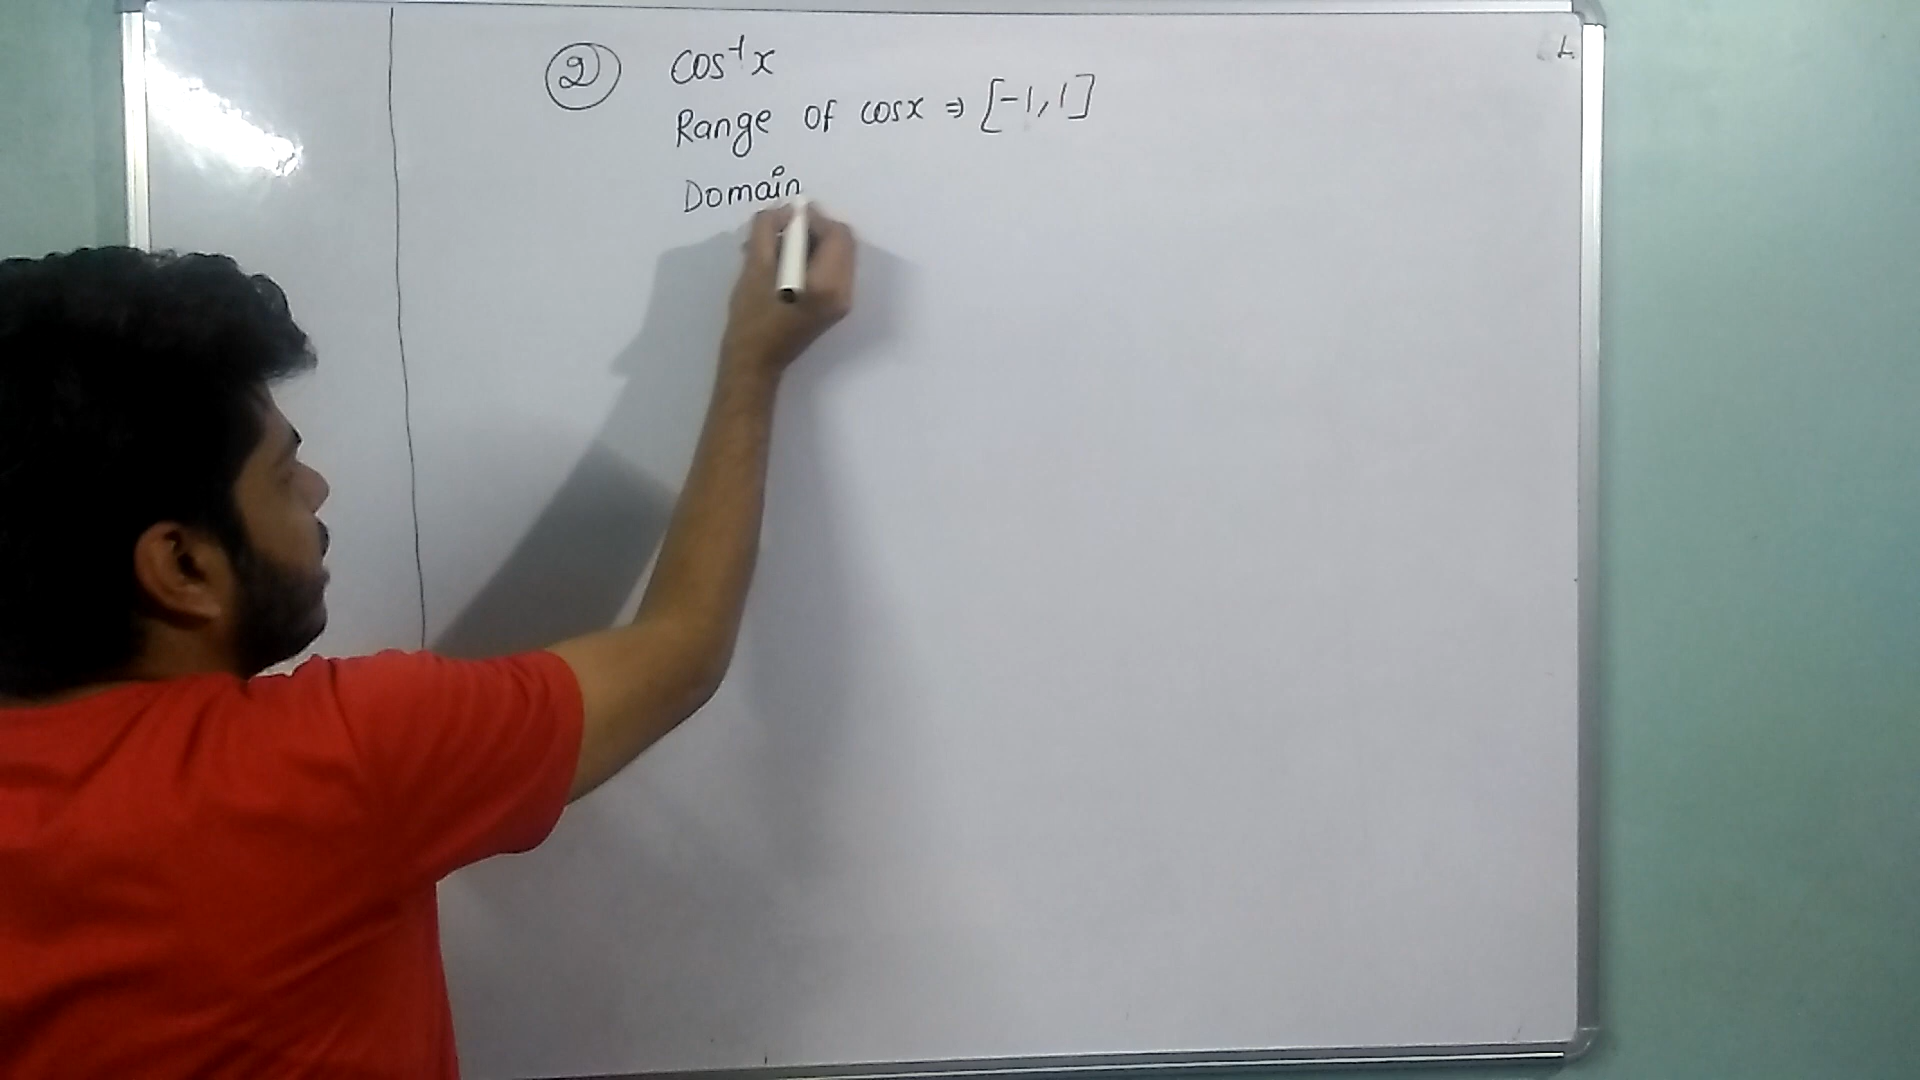 ② cos⁻¹x
Range of cosx ⇒ [-1, 1]
Domain